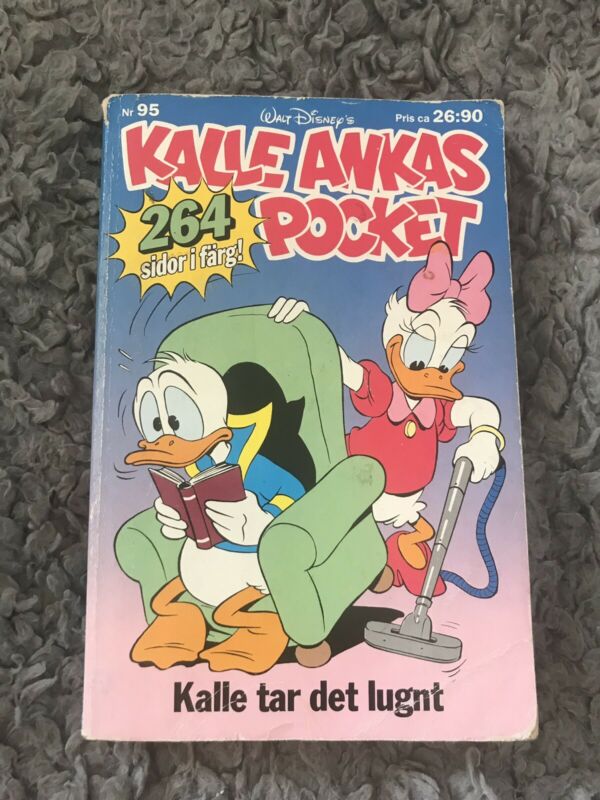 Nr 95
Walt Disney's
Pris ca 26:90
KALLE ANKAS
POCKET
264
sidor i färg!
Kalle tar det lugnt